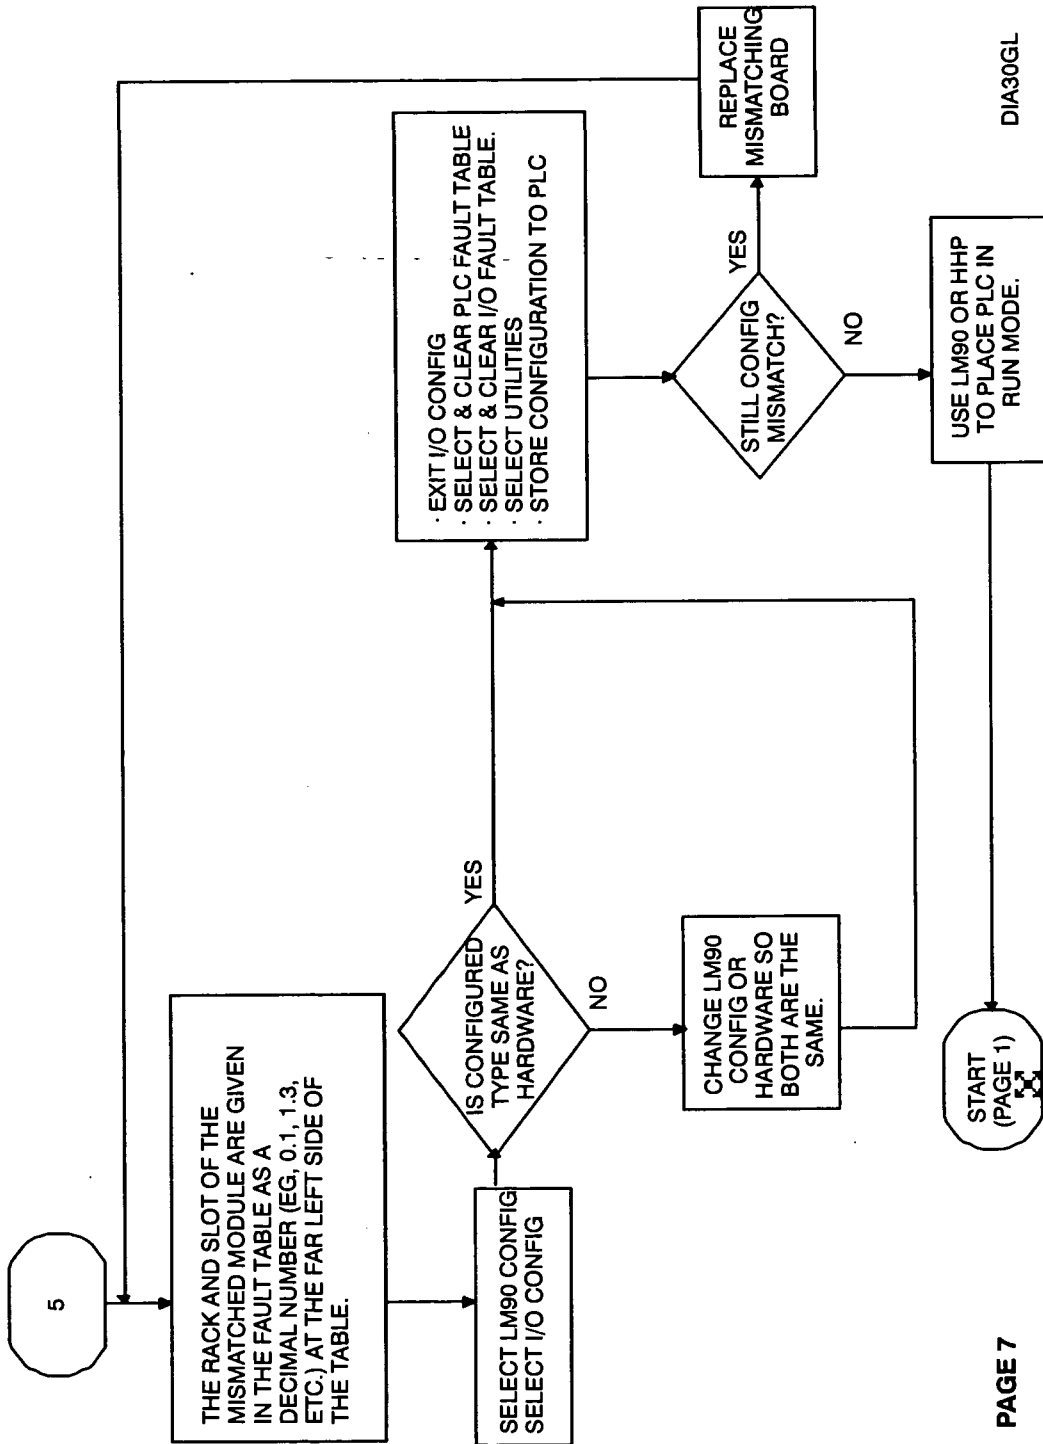 5
THE RACK AND SLOT OF THE
MISMATCHED MODULE ARE GIVEN
IN THE FAULT TABLE AS A
DECIMAL NUMBER (EG, 0.1, 1.3,
ETC.) AT THE FAR LEFT SIDE OF
THE TABLE.
SELECT LM90 CONFIG
SELECT I/O CONFIG
IS CONFIGURED
TYPE SAME AS
HARDWARE?
YES
NO
CHANGE LM90
CONFIG OR
HARDWARE SO
BOTH ARE THE
SAME.
· EXIT I/O CONFIG
· SELECT & CLEAR PLC FAULT TABLE
· SELECT & CLEAR I/O FAULT TABLE.
· SELECT UTILITIES
· STORE CONFIGURATION TO PLC
STILL CONFIG
MISMATCH?
YES
NO
REPLACE
MISMATCHING
BOARD
USE LM90 OR HHP
TO PLACE PLC IN
RUN MODE.
START
(PAGE 1)
PAGE 7
DIA30GL